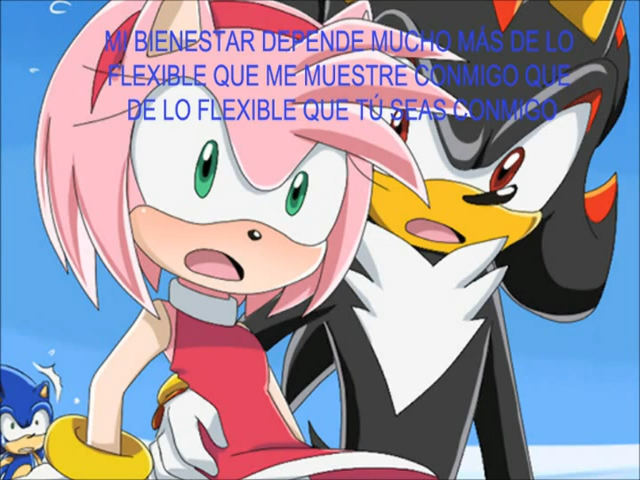 MI BIENESTAR DEPENDE MUCHO MÁS DE LO
FLEXIBLE QUE ME MUESTRE CONMIGO QUE
DE LO FLEXIBLE QUE TÚ SEAS CONMIGO